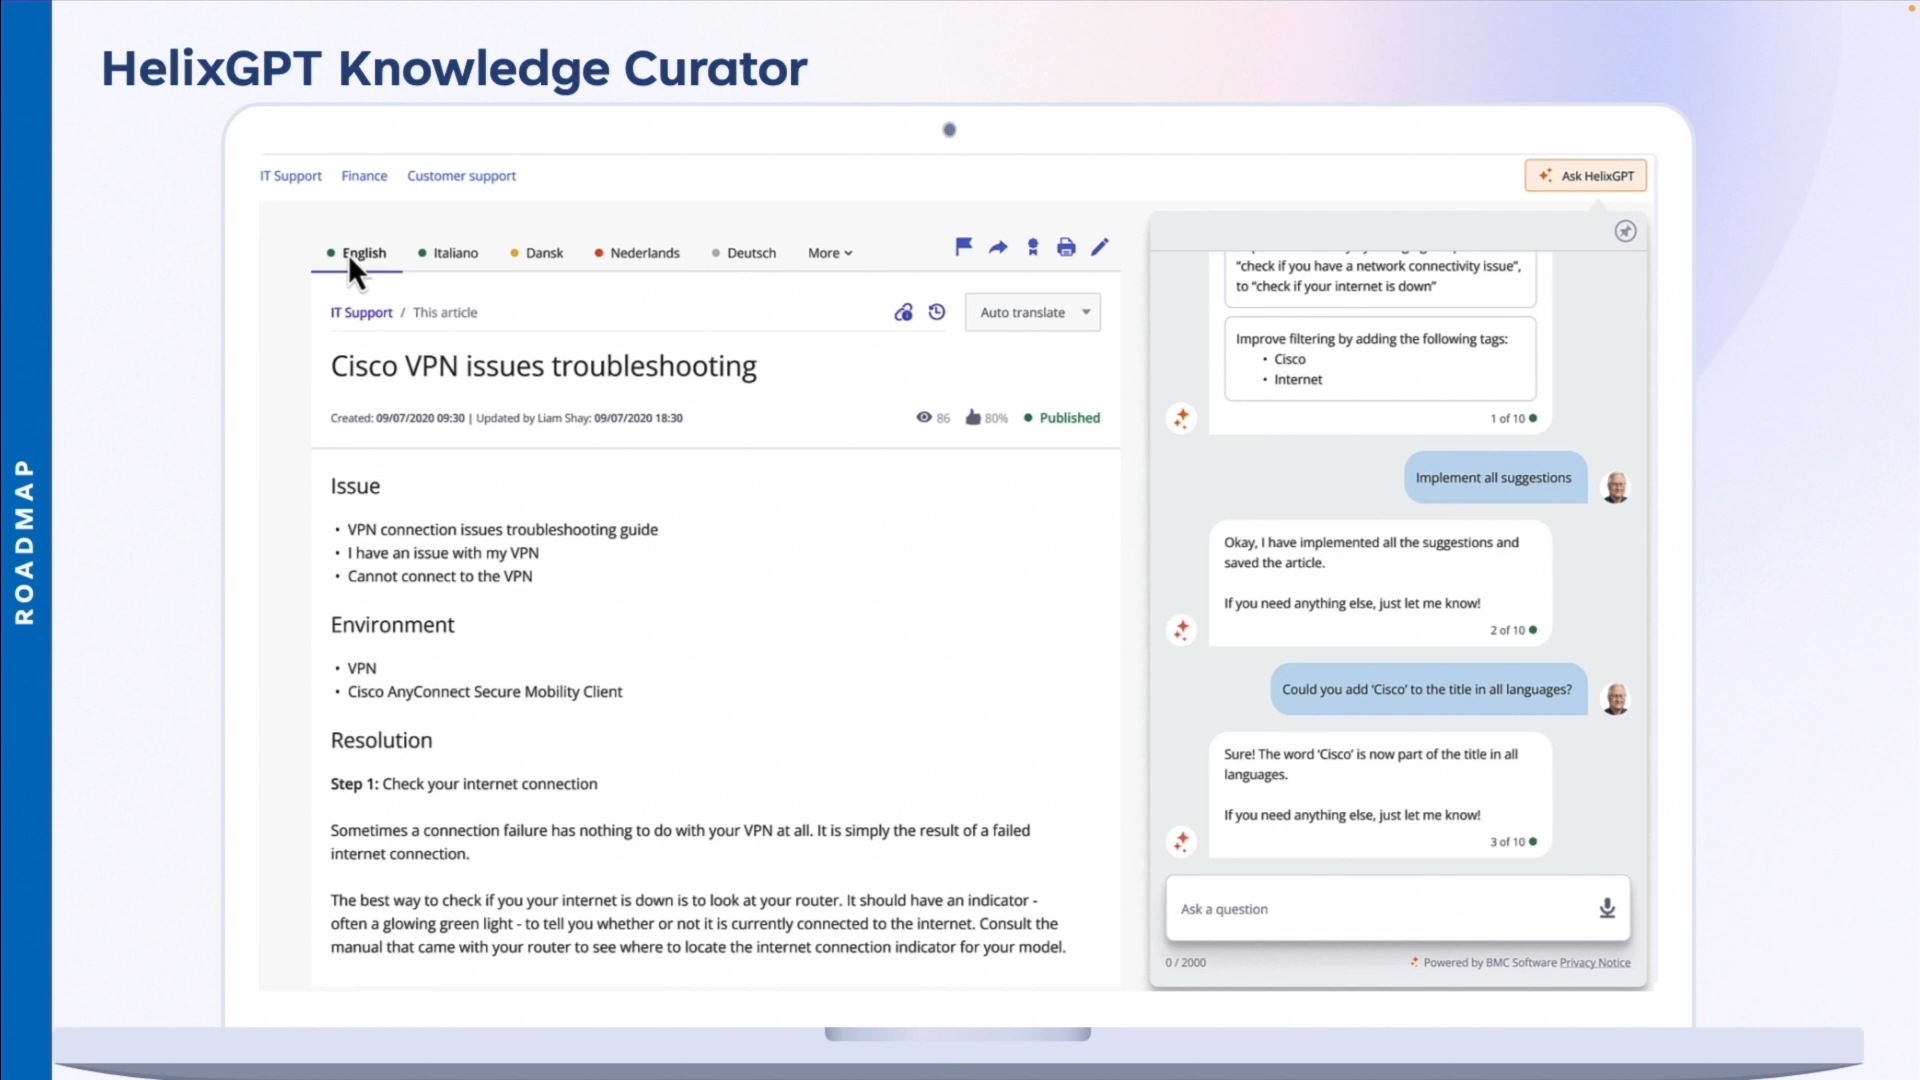 HelixGPT Knowledge Curator
ROADMAP
IT Support Finance Customer support
Ask HelixGPT
English Italiano Dansk Nederlands Deutsch More
IT Support / This article
Auto translate
Cisco VPN issues troubleshooting
Created: 09/07/2020 09:30 | Updated by Liam Shay: 09/07/2020 18:30
86 80% Published
Issue
• VPN connection issues troubleshooting guide
• I have an issue with my VPN
• Cannot connect to the VPN
Environment
• VPN
• Cisco AnyConnect Secure Mobility Client
Resolution
Step 1: Check your internet connection
Sometimes a connection failure has nothing to do with your VPN at all. It is simply the result of a failed
internet connection.
The best way to check if you your internet is down is to look at your router. It should have an indicator -
often a glowing green light - to tell you whether or not it is currently connected to the internet. Consult the
manual that came with your router to see where to locate the internet connection indicator for your model.
“check if you have a network connectivity issue”,
to “check if your internet is down”
Improve filtering by adding the following tags:
• Cisco
• Internet
1 of 10
Implement all suggestions
Okay, I have implemented all the suggestions and
saved the article.
If you need anything else, just let me know!
2 of 10
Could you add ‘Cisco’ to the title in all languages?
Sure! The word ‘Cisco’ is now part of the title in all
languages.
If you need anything else, just let me know!
3 of 10
Ask a question
0 / 2000
Powered by BMC Software Privacy Notice